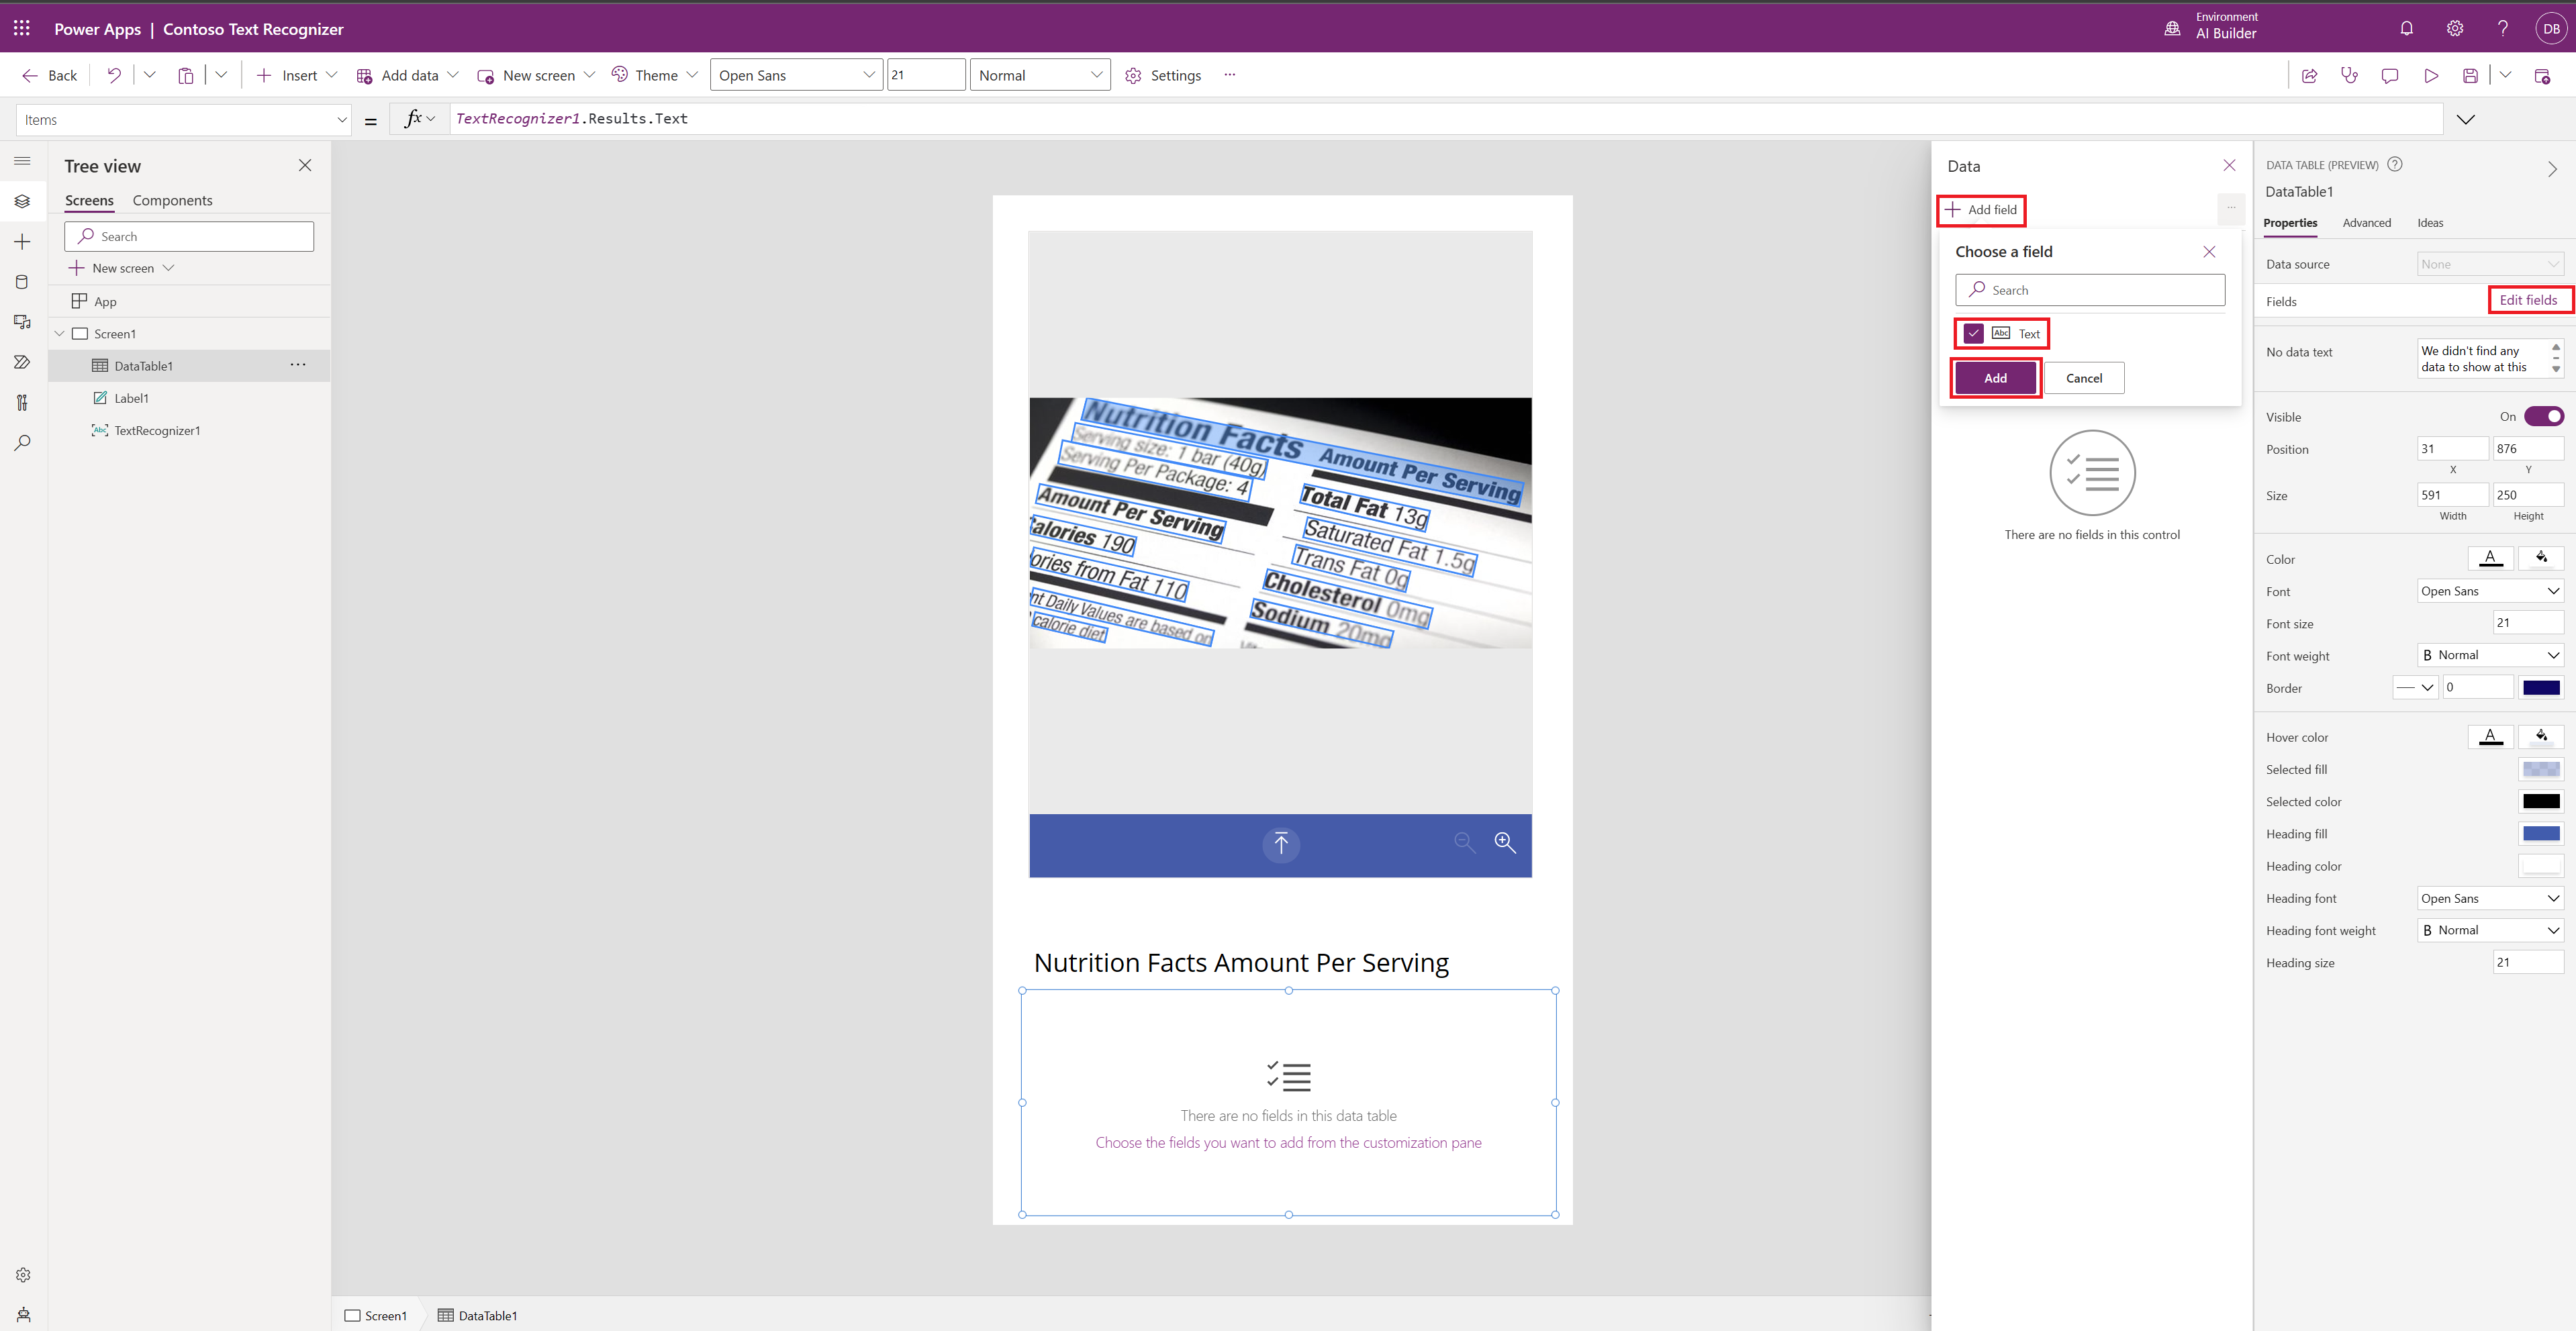 Power Apps | Contoso Text Recognizer
Environment
AI Builder
DB
Back
Insert
Add data
New screen
Theme
Open Sans
21
Normal
Settings
Items
=
fx
TextRecognizer1.Results.Text
Tree view
Screens
Components
Search
New screen
App
Screen1
DataTable1
Label1
Abc
TextRecognizer1
Nutrition Facts Amount Per Serving
Serving size: 1 bar (40g)
Serving Per Package: 4
Amount Per Serving
Calories 190
ories from Fat 110
nt Daily Values are based on
calorie diet
Total Fat 13g
Saturated Fat 1.5g
Trans Fat 0g
Cholesterol 0mg
Sodium 20mg
Nutrition Facts Amount Per Serving
There are no fields in this data table
Choose the fields you want to add from the customization pane
Screen1
DataTable1
Data
Add field
Choose a field
Search
Abc Text
Add
Cancel
There are no fields in this control
DATA TABLE (PREVIEW)
DataTable1
Properties
Advanced
Ideas
Data source
None
Fields
Edit fields
No data text
We didn't find any
data to show at this
Visible
On
Position
31
876
X
Y
Size
591
250
Width
Height
Color
A
Font
Open Sans
Font size
21
Font weight
B Normal
Border
0
Hover color
A
Selected fill
Selected color
Heading fill
Heading color
Heading font
Open Sans
Heading font weight
B Normal
Heading size
21